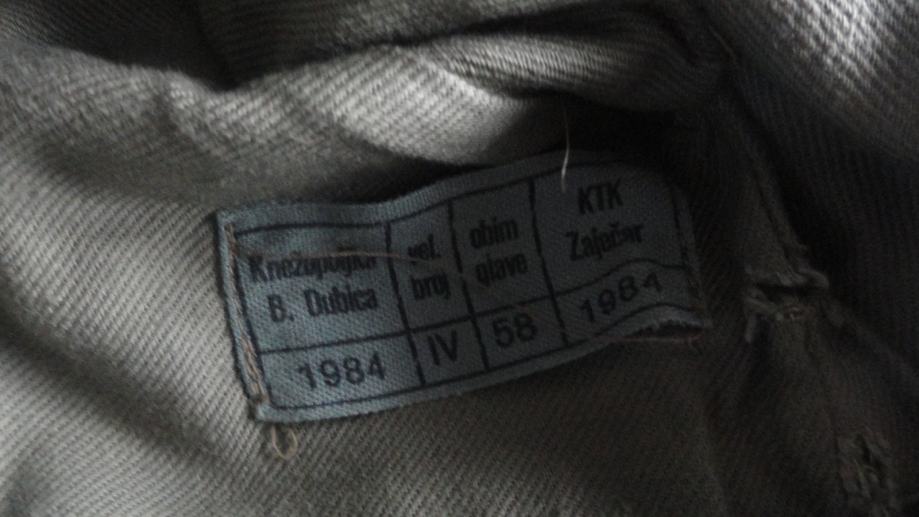 Knežopoljka
B. Dubica
1984
vel.
broj
IV
obim
glave
58
KTK
Zaječar
1984